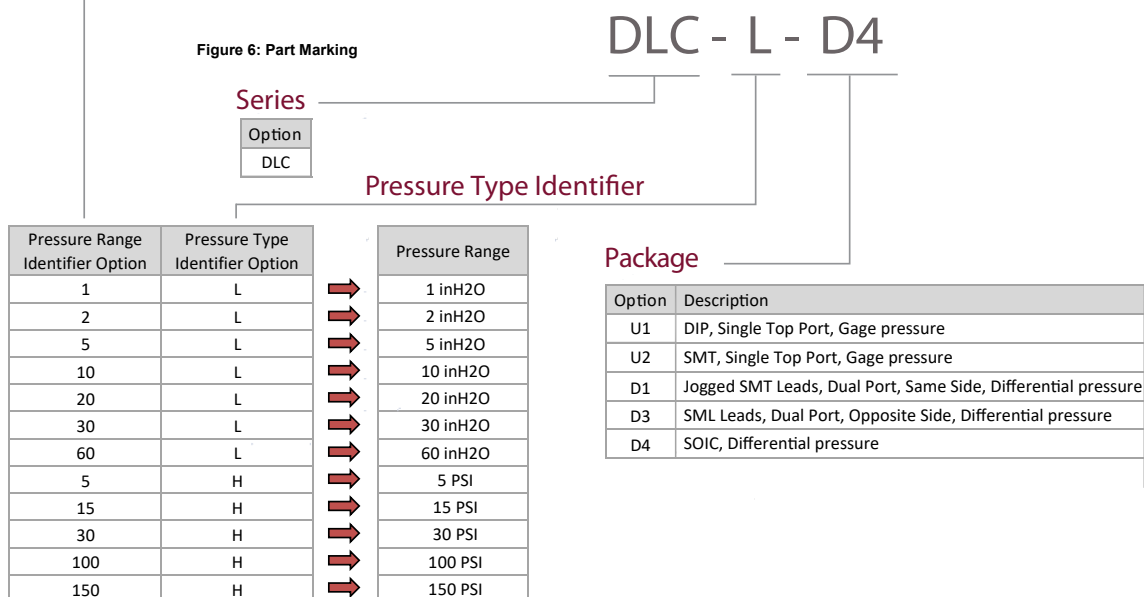 DLC - L - D4
Figure 6: Part Marking
Series
Option
DLC
Pressure Type Identifier
Pressure Range Identifier Option
Pressure Type Identifier Option
Pressure Range
1 L 1 inH2O
2 L 2 inH2O
5 L 5 inH2O
10 L 10 inH2O
20 L 20 inH2O
30 L 30 inH2O
60 L 60 inH2O
5 H 5 PSI
15 H 15 PSI
30 H 30 PSI
100 H 100 PSI
150 H 150 PSI
Package
Option Description
U1 DIP, Single Top Port, Gage pressure
U2 SMT, Single Top Port, Gage pressure
D1 Jogged SMT Leads, Dual Port, Same Side, Differential pressure
D3 SML Leads, Dual Port, Opposite Side, Differential pressure
D4 SOIC, Differential pressure